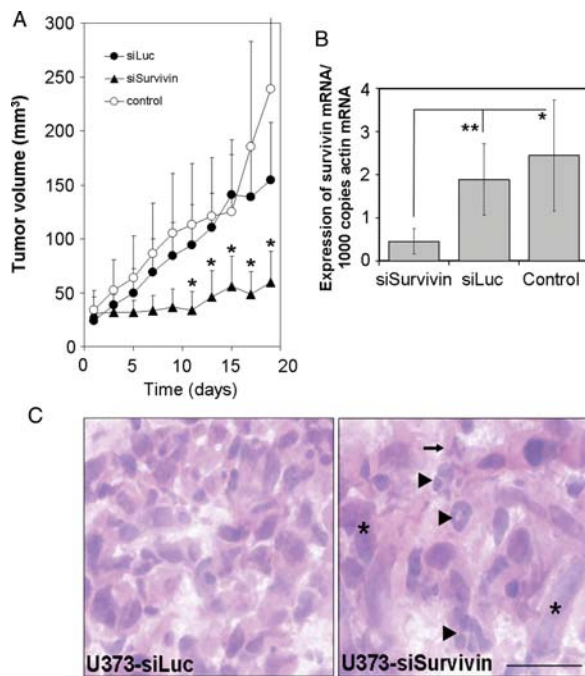 A
300
250
200
150
100
50
0
Tumor volume (mm³)
siLuc
siSurvivin
control
*
*
*
*
*
0
5
10
15
20
Time (days)
B
Expression of survivin mRNA/
1000 copies actin mRNA
4
3
2
1
0
**
*
siSurvivin
siLuc
Control
C
U373-siLuc
*
*
U373-siSurvivin